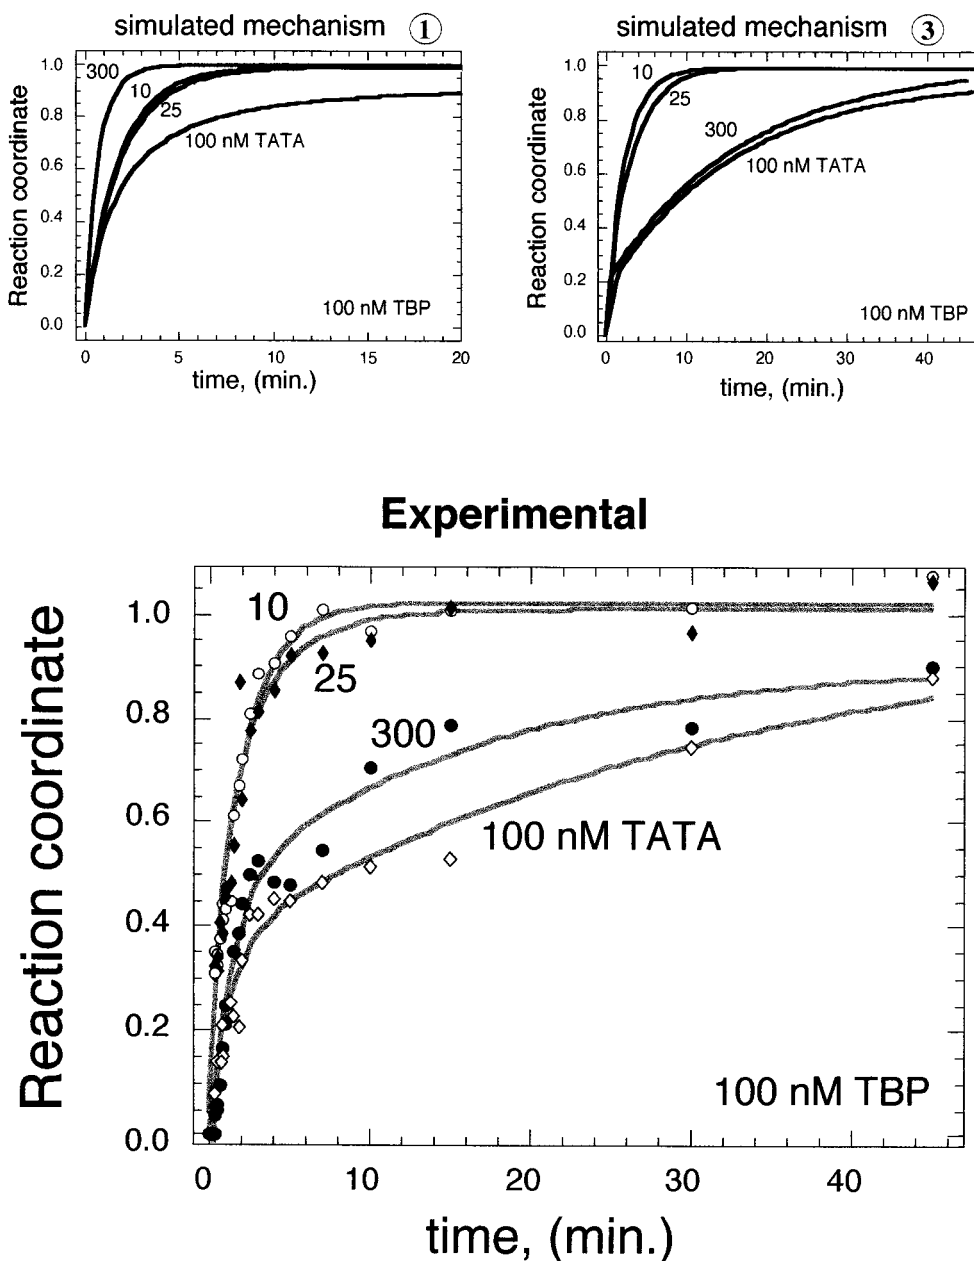 simulated mechanism 1
1.0
0.8
0.6
0.4
0.2
0.0
Reaction coordinate
300
10
25
100 nM TATA
100 nM TBP
0 5 10 15 20
time, (min.)
simulated mechanism 3
1.0
0.8
0.6
0.4
0.2
0.0
Reaction coordinate
10
25
300
100 nM TATA
100 nM TBP
0 10 20 30 40
time, (min.)
Experimental
1.0
0.8
0.6
0.4
0.2
0.0
Reaction coordinate
10
25
300
100 nM TATA
100 nM TBP
0 10 20 30 40
time, (min.)